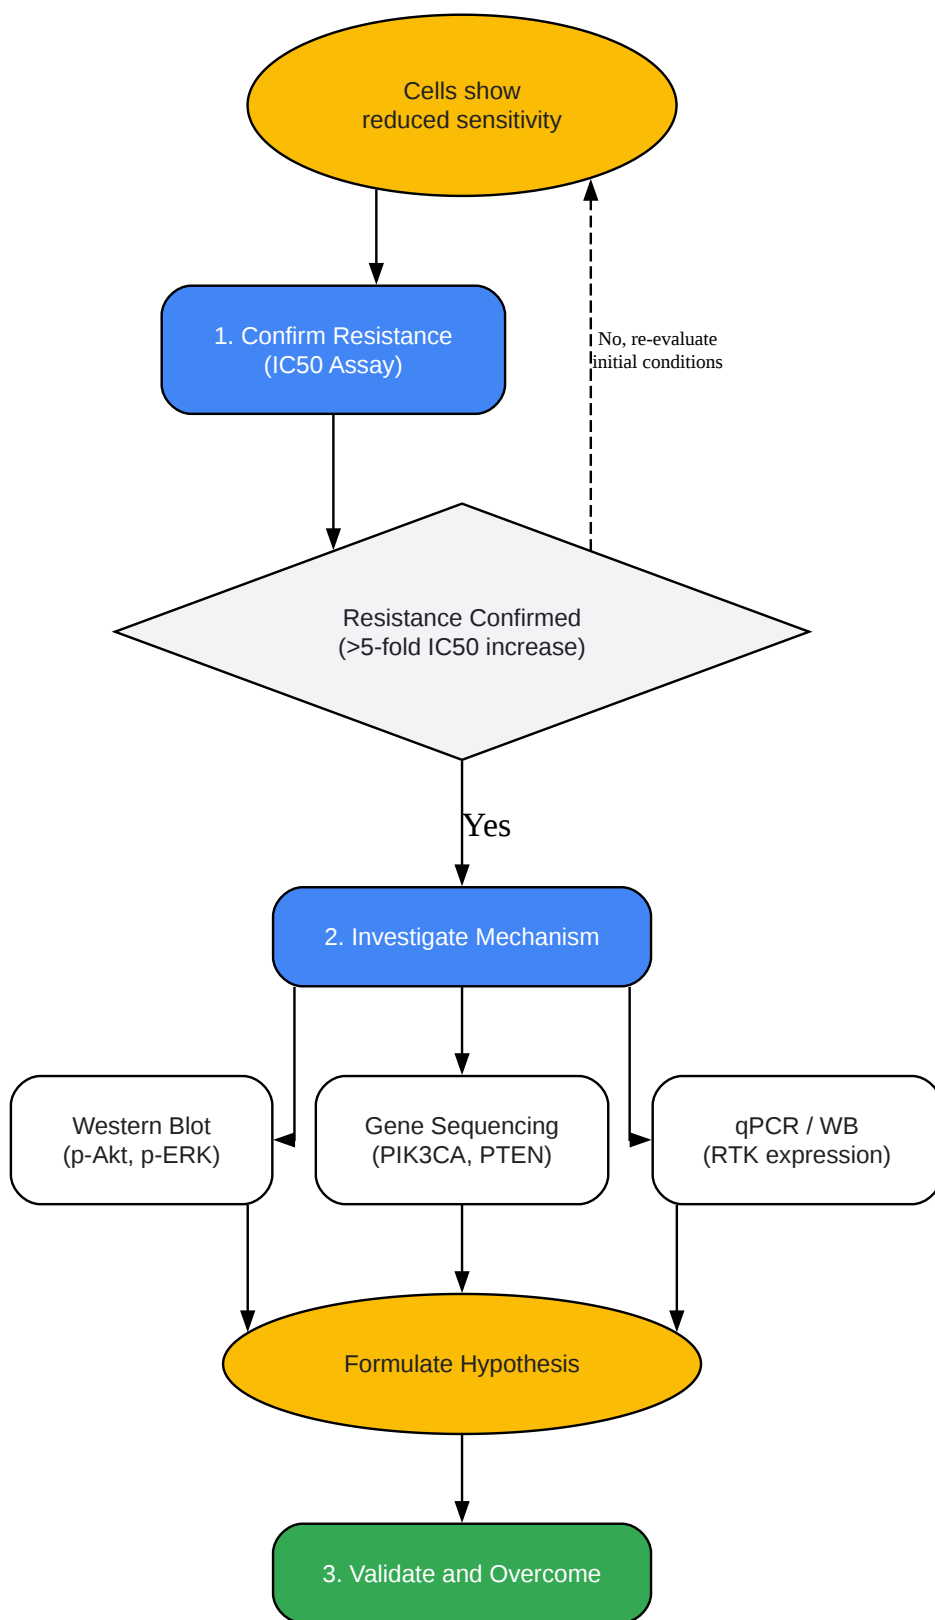 Cells show
reduced sensitivity
1. Confirm Resistance
(IC50 Assay)
No, re-evaluate
initial conditions
Resistance Confirmed
(>5-fold IC50 increase)
Yes
2. Investigate Mechanism
Western Blot
(p-Akt, p-ERK)
Gene Sequencing
(PIK3CA, PTEN)
qPCR / WB
(RTK expression)
Formulate Hypothesis
3. Validate and Overcome